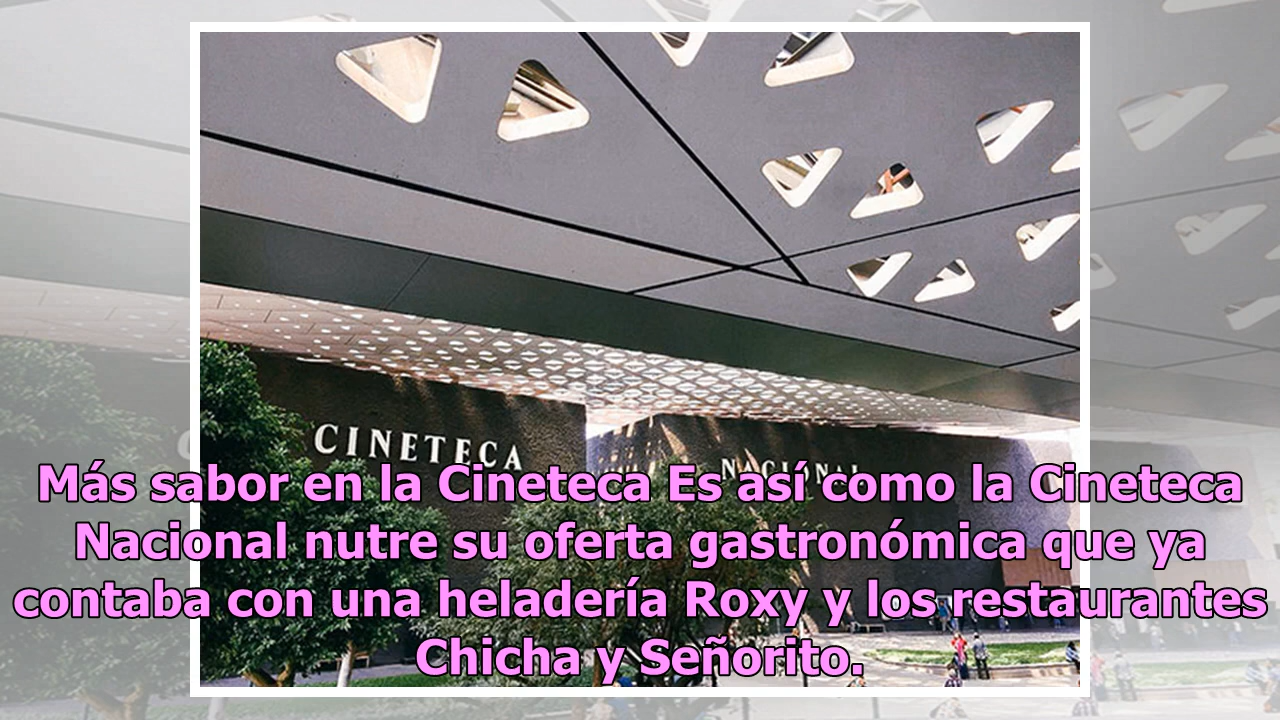 CINETECA
NACIONAL
Más sabor en la Cineteca Es así como la Cineteca
Nacional nutre su oferta gastronómica que ya
contaba con una heladería Roxy y los restaurantes
Chicha y Señorito.